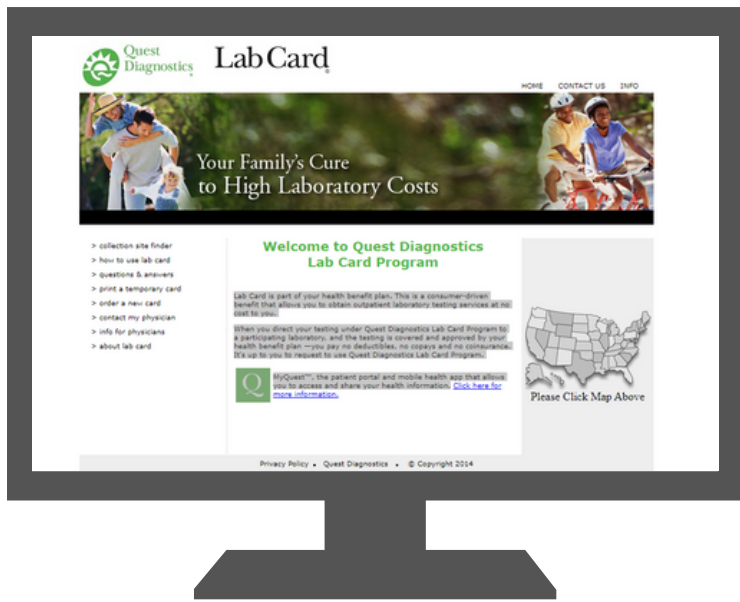 Quest
Diagnostics
Lab Card
HOME CONTACT US INFO
Your Family's Cure
to High Laboratory Costs
> collection site finder
> how to use lab card
> questions & answers
> print a temporary card
> order a new card
> contact my physician
> info for physicians
> about lab card
Welcome to Quest Diagnostics
Lab Card Program
Lab Card is part of your health benefit plan. This is a consumer-driven
benefit that allows you to obtain outpatient laboratory testing services at no
cost to you.
When you direct your testing under Quest Diagnostics Lab Card Program to
a participating laboratory, and the testing is covered and approved by your
health benefit plan —you pay no deductibles, no copays and no coinsurance.
It's up to you to request to use Quest Diagnostics Lab Card Program.
Q
MyQuest™, the patient portal and mobile health app that allows
you to access and share your health information. Click here for
more information.
Please Click Map Above
Privacy Policy • Quest Diagnostics • © Copyright 2014